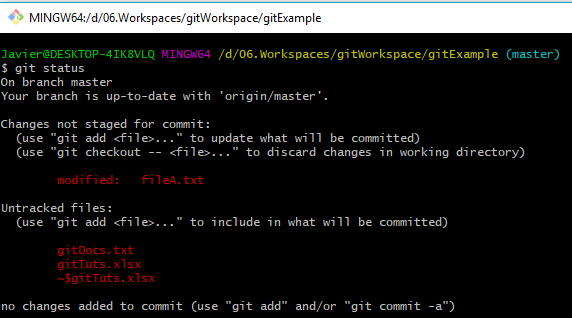 MINGW64:/d/06.Workspaces/gitWorkspace/gitExample
Javier@DESKTOP-4IK8VLQ MINGW64 /d/06.Workspaces/gitWorkspace/gitExample (master)
$ git status
On branch master
Your branch is up-to-date with 'origin/master'.
Changes not staged for commit:
(use "git add <file>..." to update what will be committed)
(use "git checkout -- <file>..." to discard changes in working directory)
modified: fileA.txt
Untracked files:
(use "git add <file>..." to include in what will be committed)
gitDocs.txt
gitTuts.xlsx
~$gitTuts.xlsx
no changes added to commit (use "git add" and/or "git commit -a")